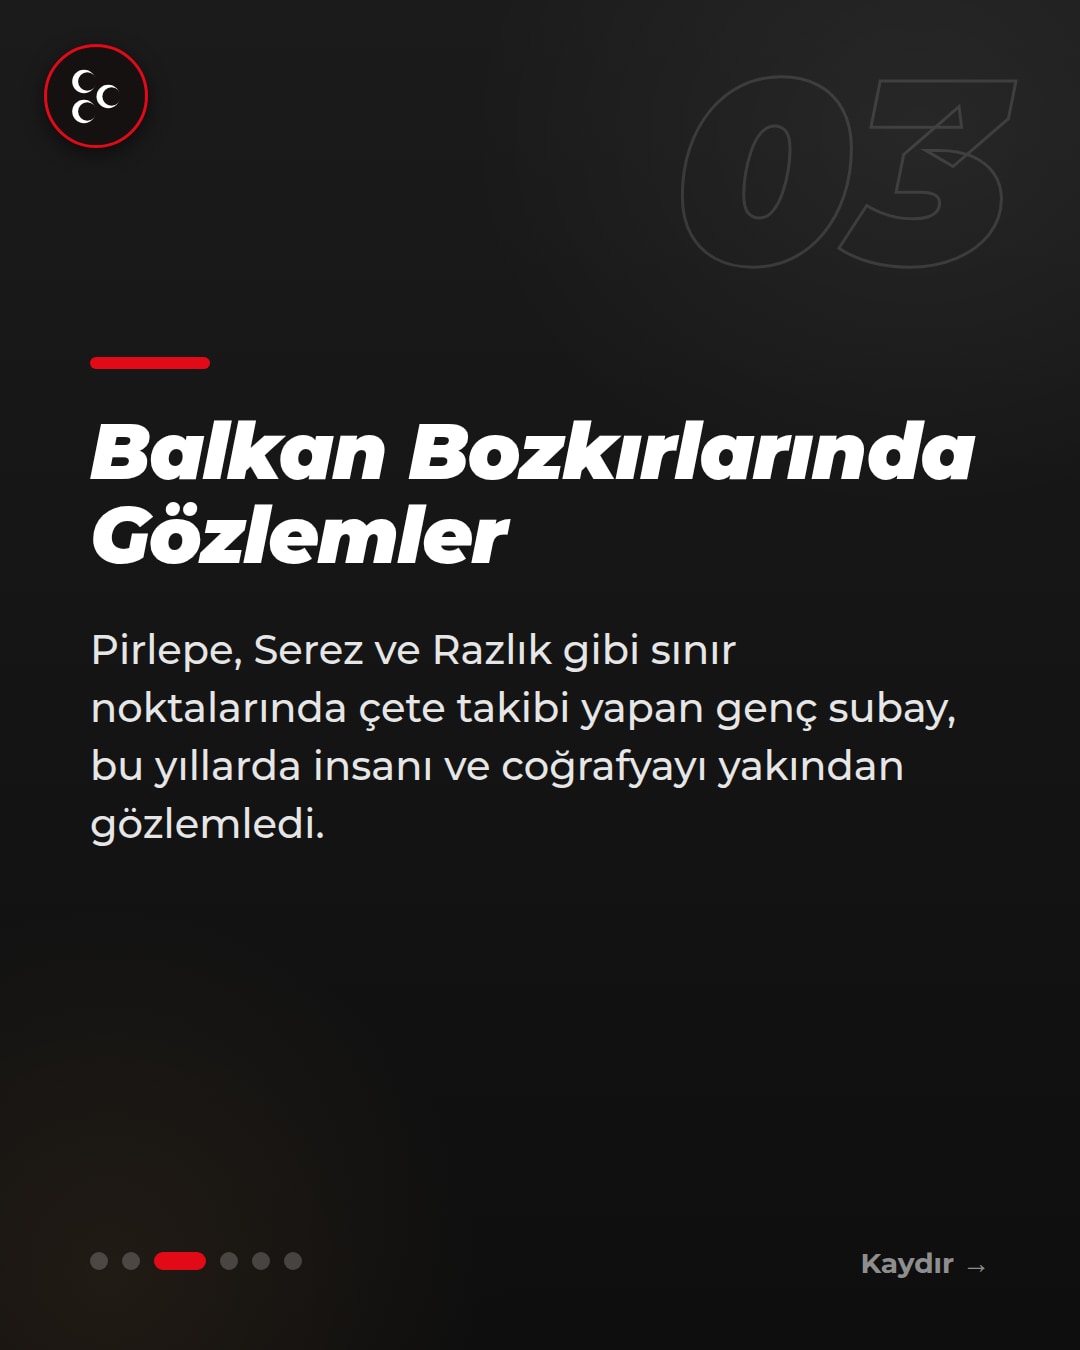 03
Balkan Bozkırlarında
Gözlemler
Pirlepe, Serez ve Razlık gibi sınır
noktalarında çete takibi yapan genç subay,
bu yıllarda insanı ve coğrafyayı yakından
gözlemledi.
Kaydır →